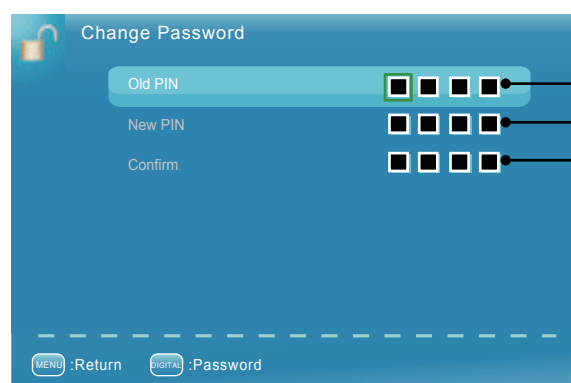 Change Password
Old PIN
New PIN
Confirm
MENU :Return DIGITAL :Password